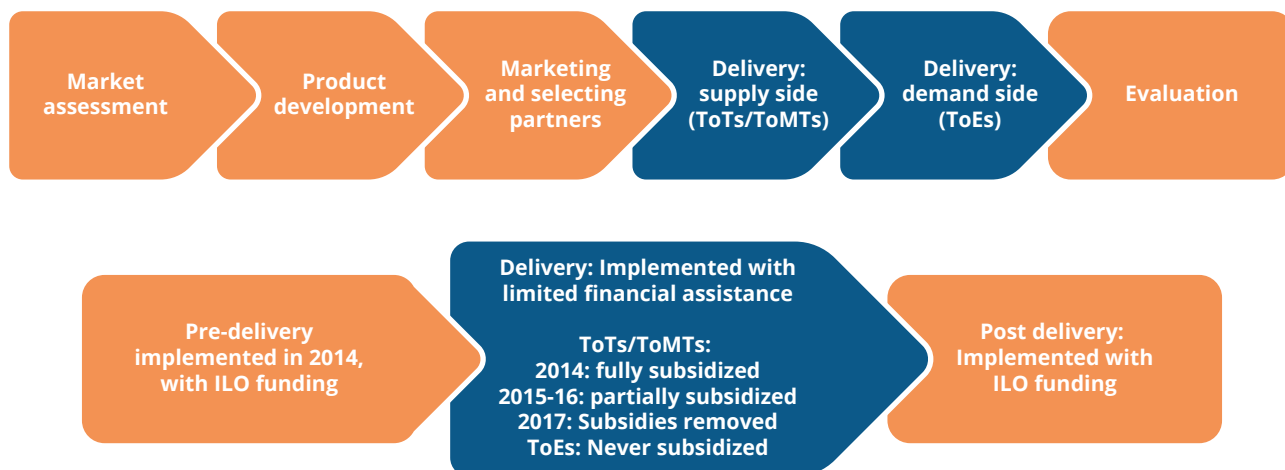 Market
assessment
Product
development
Marketing
and selecting
partners
Delivery:
supply side
(ToTs/ToMTs)
Delivery:
demand side
(ToEs)
Evaluation
Pre-delivery
implemented in 2014,
with ILO funding
Delivery: Implemented with
limited financial assistance
ToTs/ToMTs:
2014: fully subsidized
2015-16: partially subsidized
2017: Subsidies removed
ToEs: Never subsidized
Post delivery:
Implemented with
ILO funding